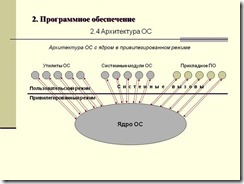 2. Программное обеспечение
2.4 Архитектура ОС
Архитектура ОС с ядром в привилегированном режиме
Утилиты ОС
Системные модули ОС
Прикладное ПО
Пользовательский режим
Системные вызовы
Привилегированный режим
Ядро ОС